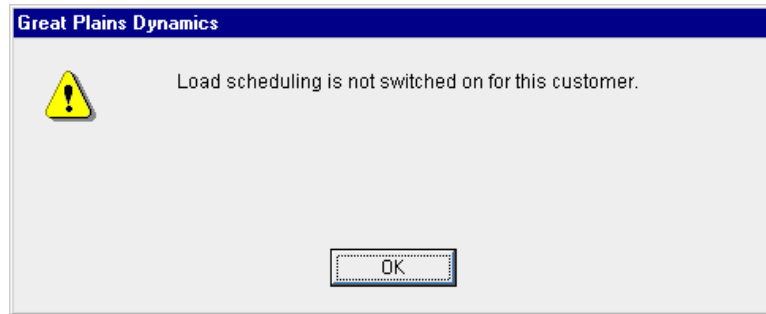 Great Plains Dynamics
Load scheduling is not switched on for this customer.
OK